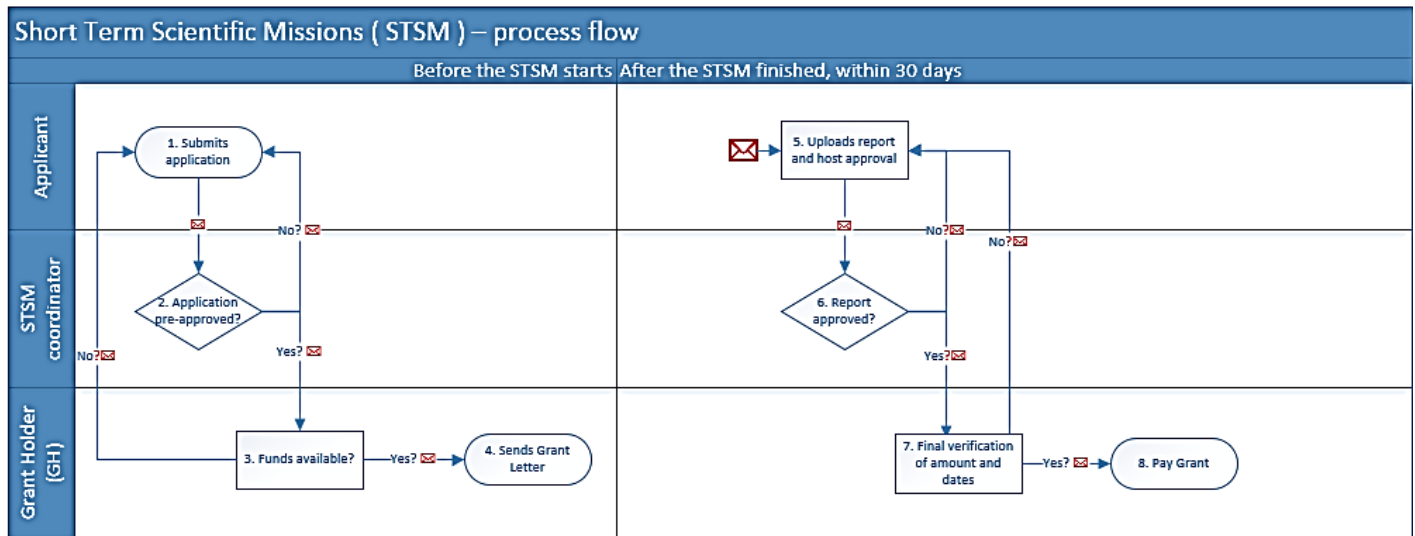 Short Term Scientific Missions ( STSM ) – process flow
Before the STSM starts
After the STSM finished, within 30 days
Applicant
1. Submits
application
5. Uploads report
and host approval
No?
No?
No?
STSM
coordinator
2. Application
pre-approved?
6. Report
approved?
No?
Yes?
Yes?
Grant Holder
(GH)
3. Funds available?
Yes?
4. Sends Grant
Letter
7. Final verification
of amount and
dates
Yes?
8. Pay Grant